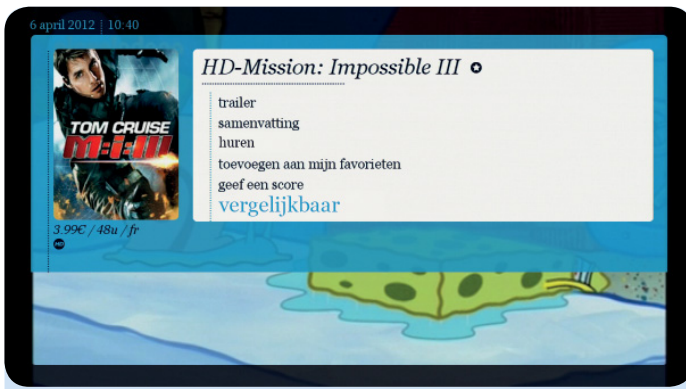 6 april 2012 | 10:40
HD-Mission: Impossible III
TOM CRUISE
M:i:III
trailer
samenvatting
huren
toevoegen aan mijn favorieten
geef een score
vergelijkbaar
3.99€ / 48u / fr
HD